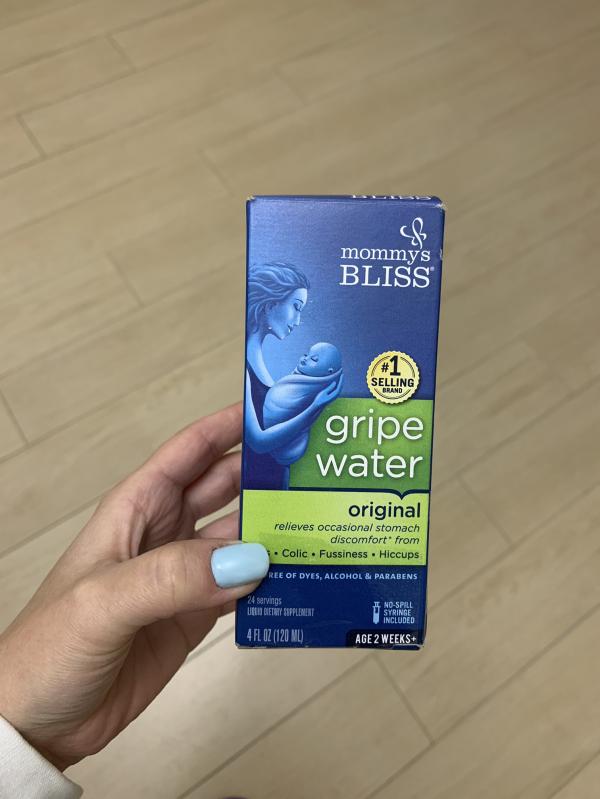 BLISS
mommy's
BLISS®
#1
SELLING
BRAND
gripe
water
original
relieves occasional stomach
discomfort* from
• Colic • Fussiness • Hiccups
OF DYES, ALCOHOL & PARABENS
24 servings
LIQUID DIETARY SUPPLEMENT
NO-SPILL
SYRINGE
INCLUDED
4 FL OZ (120 ML)
AGE 2 WEEKS+